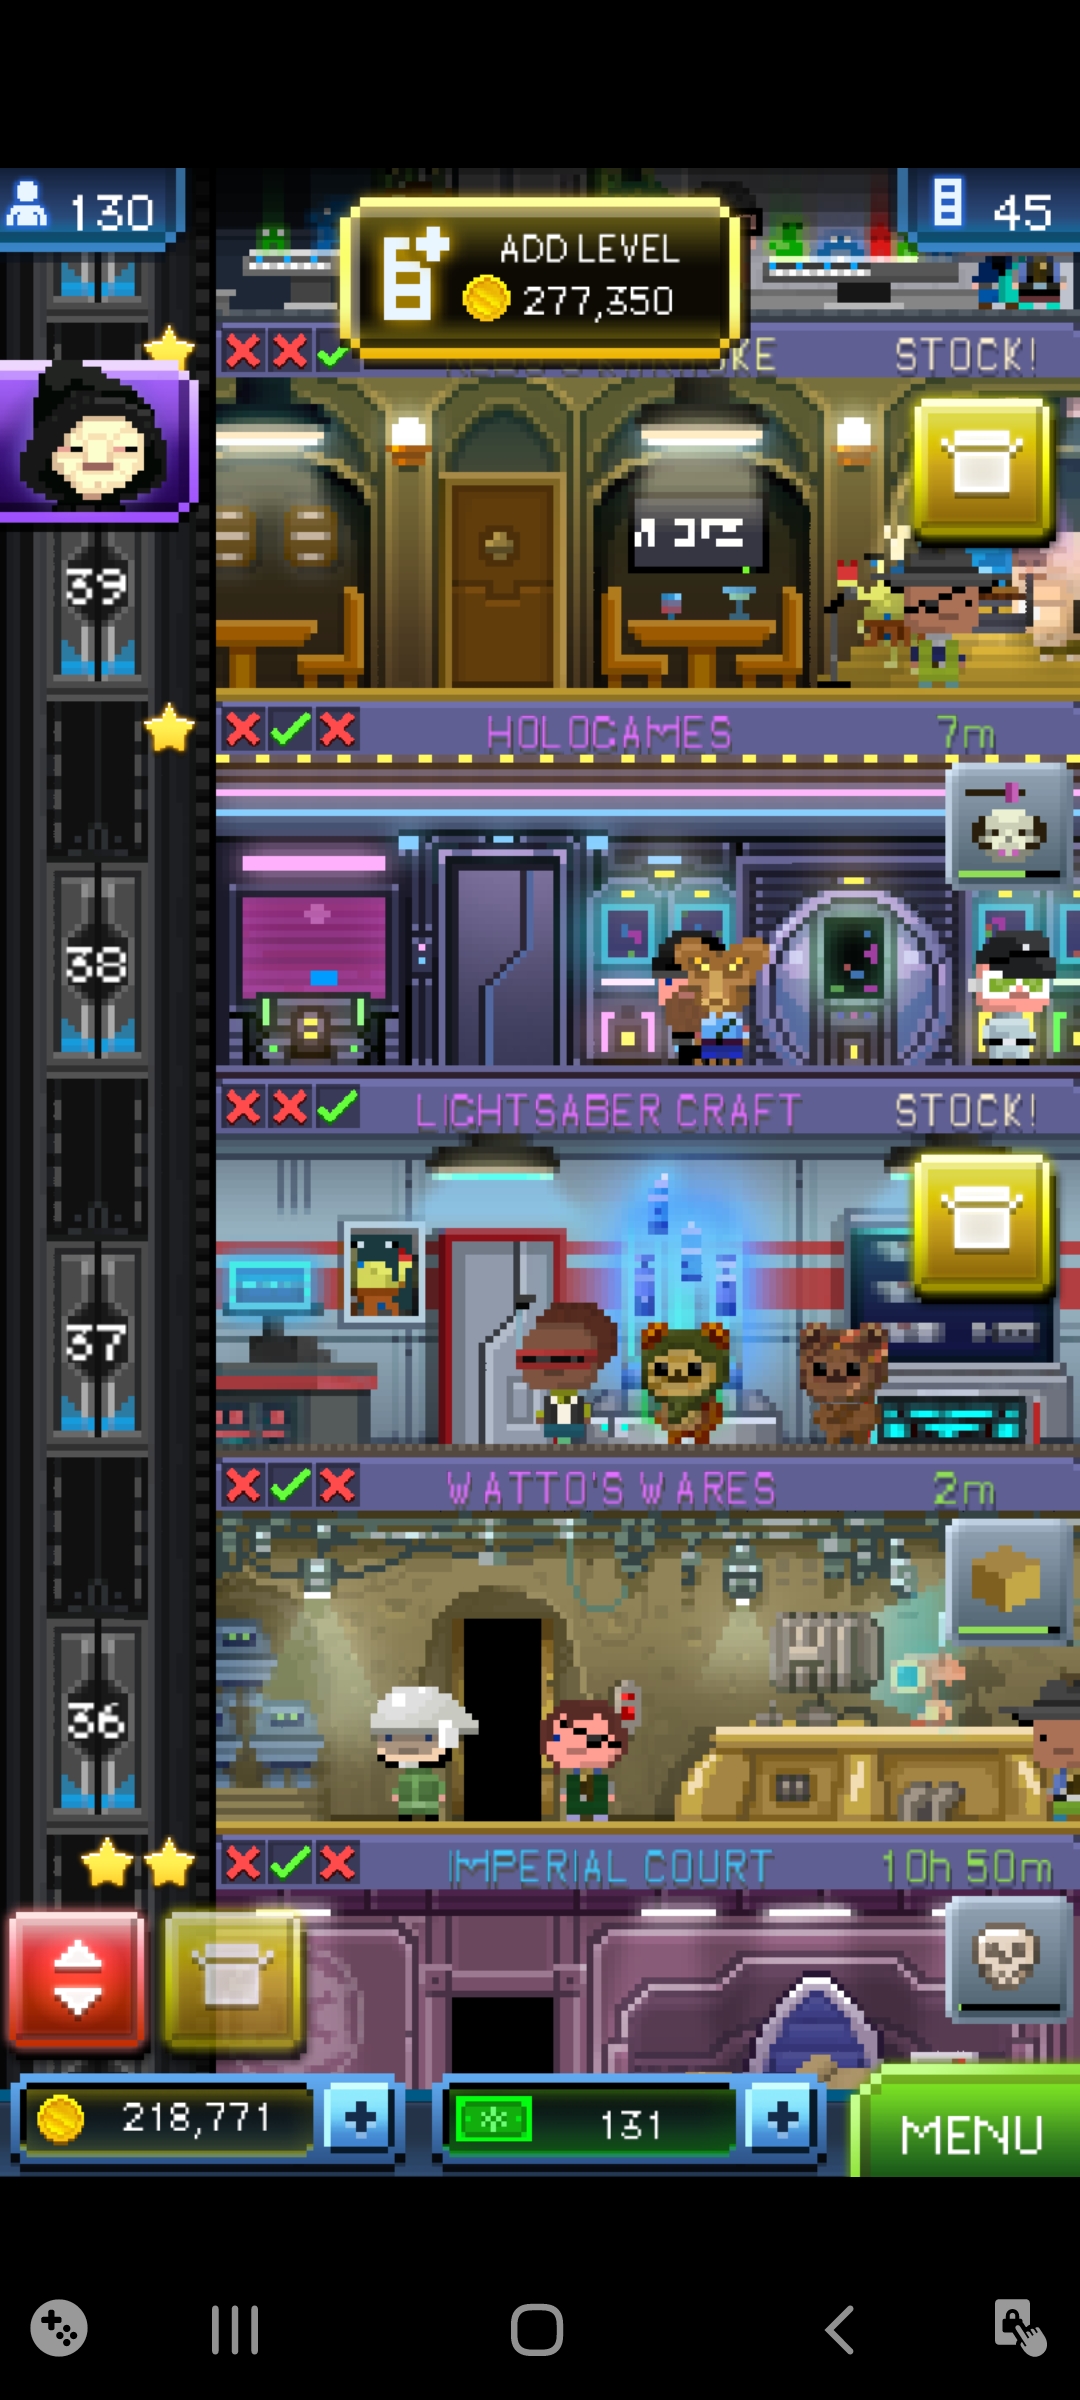 130
45
ADD LEVEL
277,350
KE
STOCK!
39
HOLOGAMES
7m
38
LIGHTSABER CRAFT
STOCK!
37
WATTO'S WARES
2m
36
IMPERIAL COURT
10h 50m
218,771
131
MENU